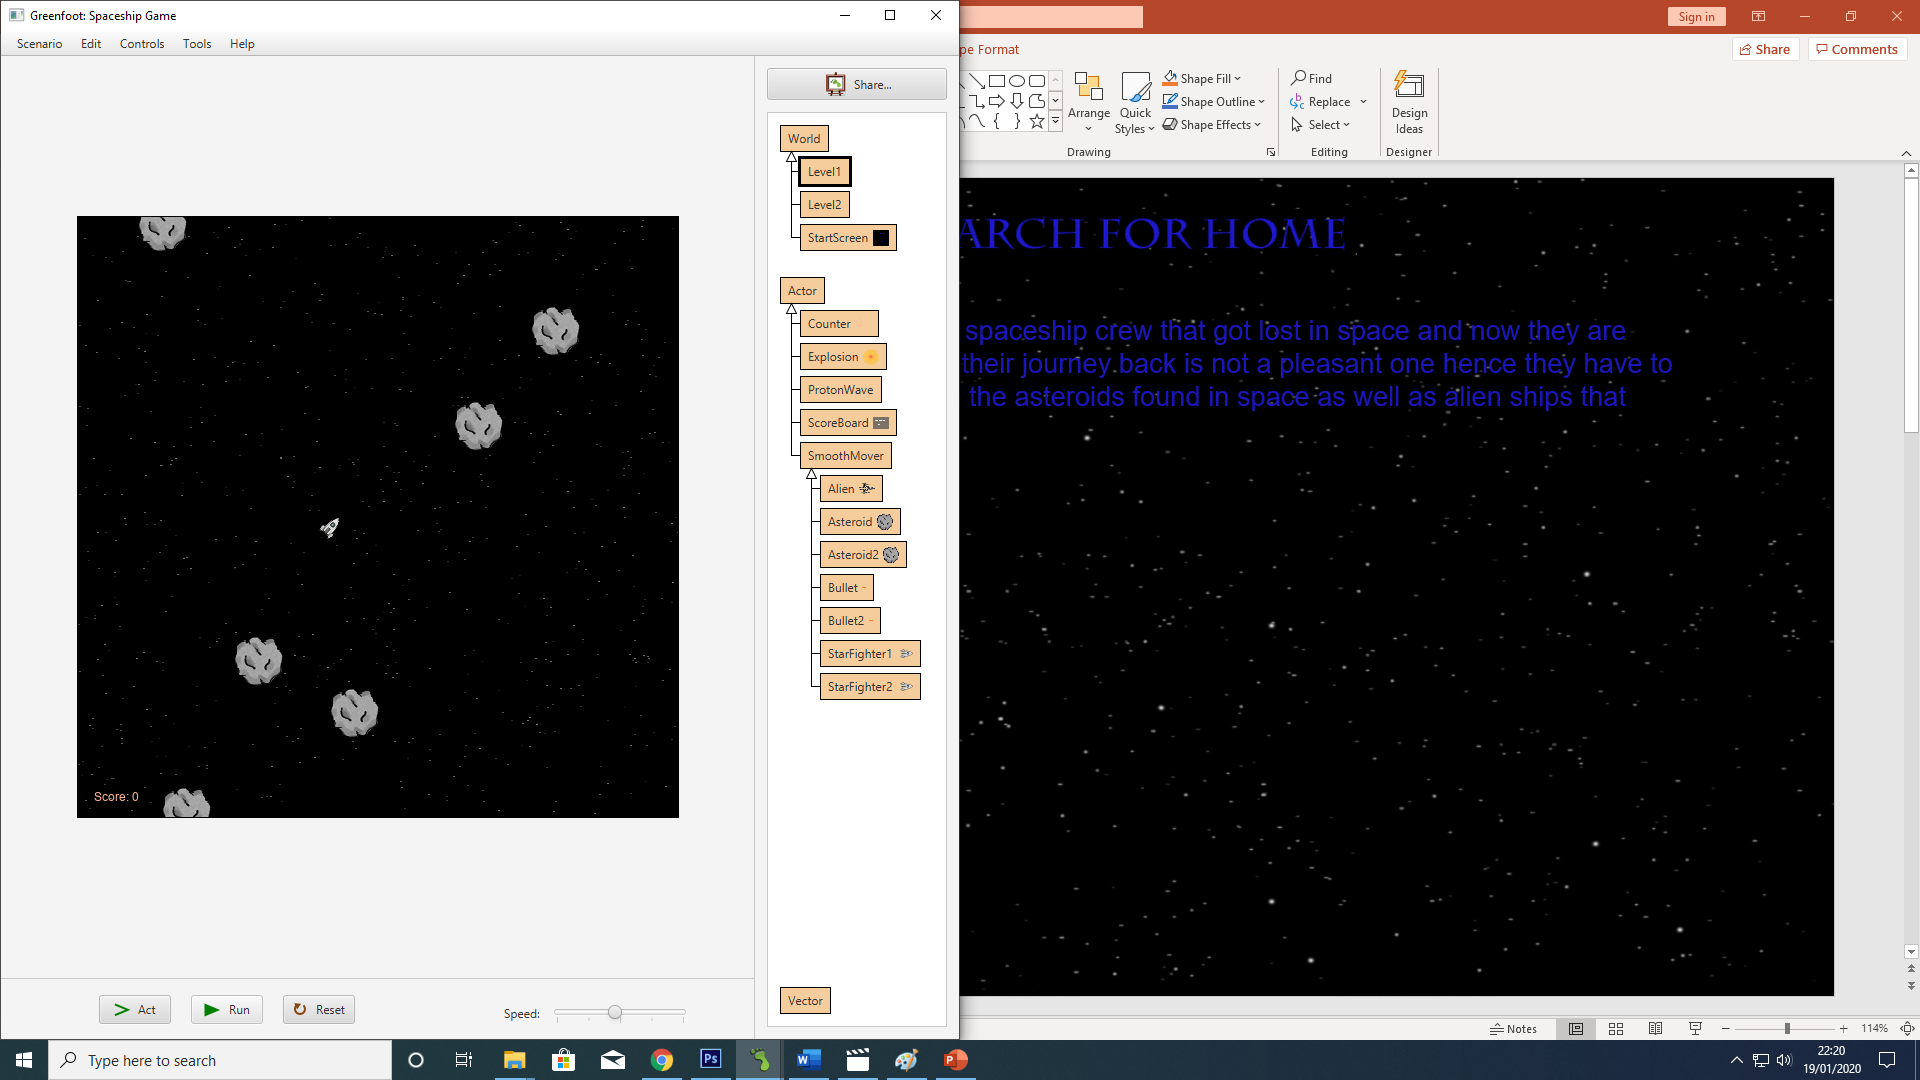 Greenfoot: Spaceship Game
Scenario Edit Controls Tools Help
Share...
World
Level1
Level2
StartScreen
Actor
Counter
Explosion
ProtonWave
ScoreBoard
SmoothMover
Alien
Asteroid
Asteroid2
Bullet
Bullet2
StarFighter1
StarFighter2
Vector
Score: 0
Act Run Reset Speed:
Sign in
pe Format
Share Comments
Arrange
Quick Styles
Shape Fill
Shape Outline
Shape Effects
Drawing
Find
Replace
Select
Editing
Design Ideas
Designer
ARCH FOR HOME
spaceship crew that got lost in space and now they are
their journey back is not a pleasant one hence they have to
the asteroids found in space as well as alien ships that
Notes
114%
Type here to search
22:20
19/01/2020